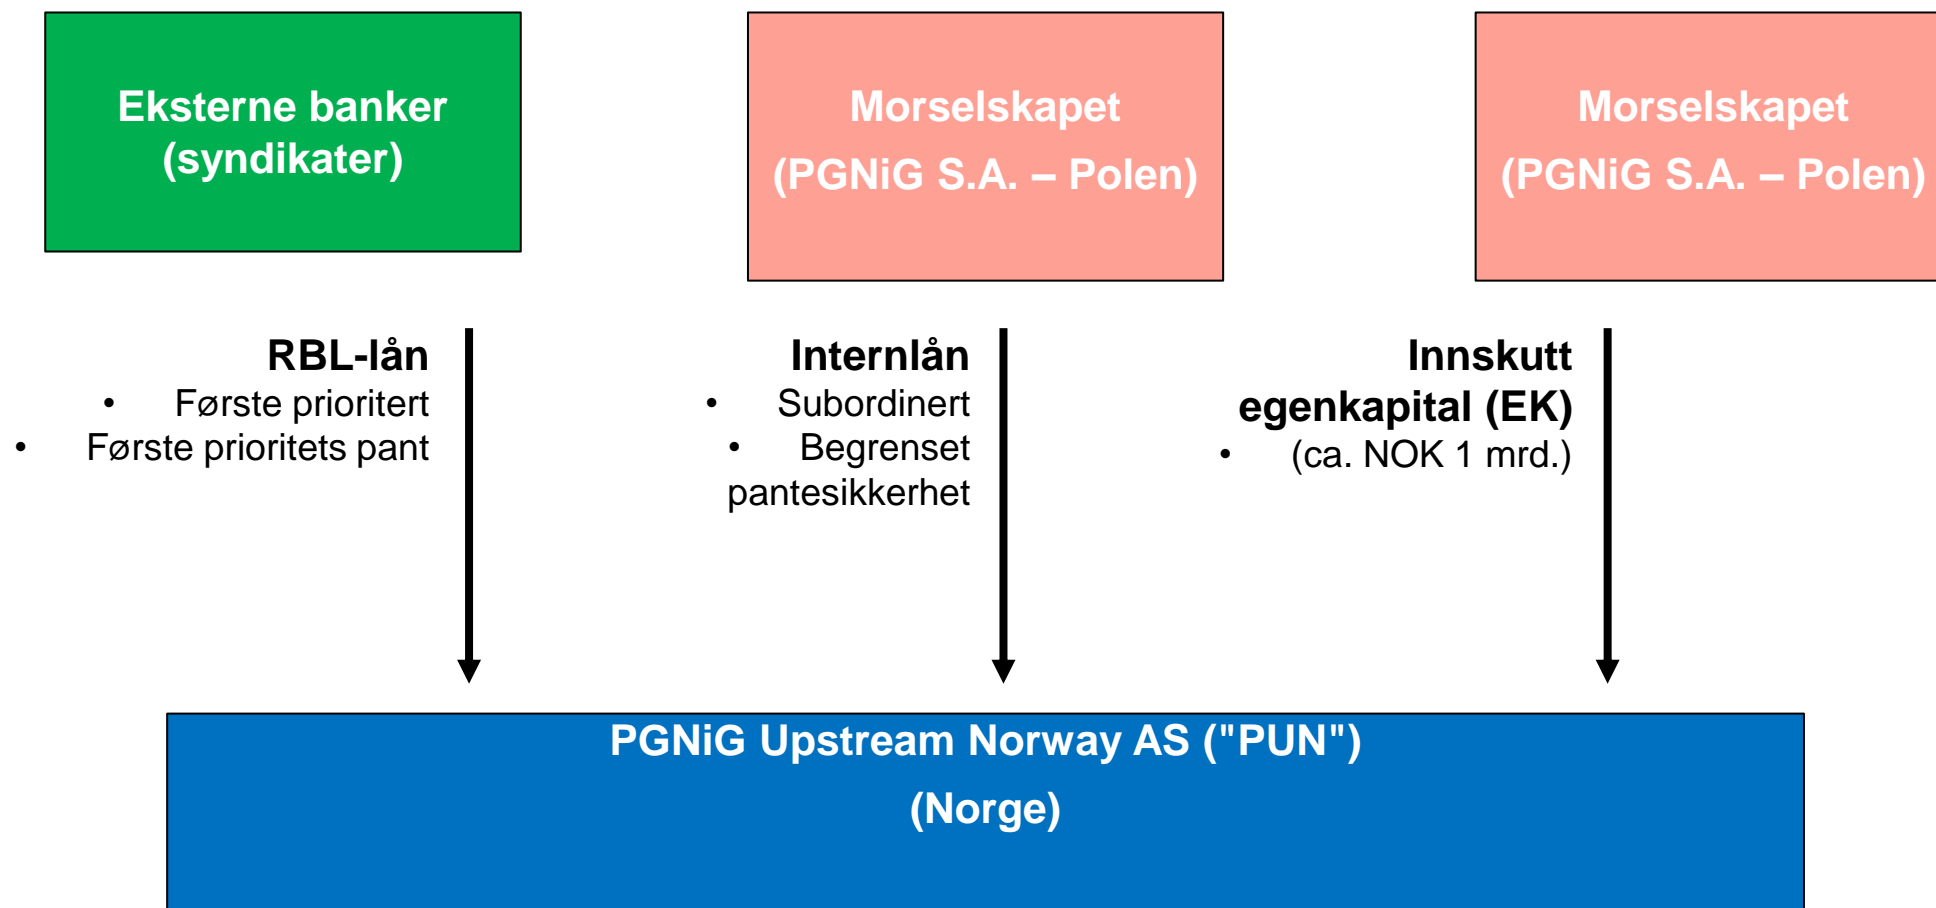 Eksterne banker
(syndikater)
Morselskapet
(PGNiG S.A. – Polen)
Morselskapet
(PGNiG S.A. – Polen)
RBL-lån
• Første prioritert
• Første prioritets pant
Internlån
• Subordinert
• Begrenset
pantesikkerhet
Innskutt
egenkapital (EK)
• (ca. NOK 1 mrd.)
PGNiG Upstream Norway AS ("PUN")
(Norge)